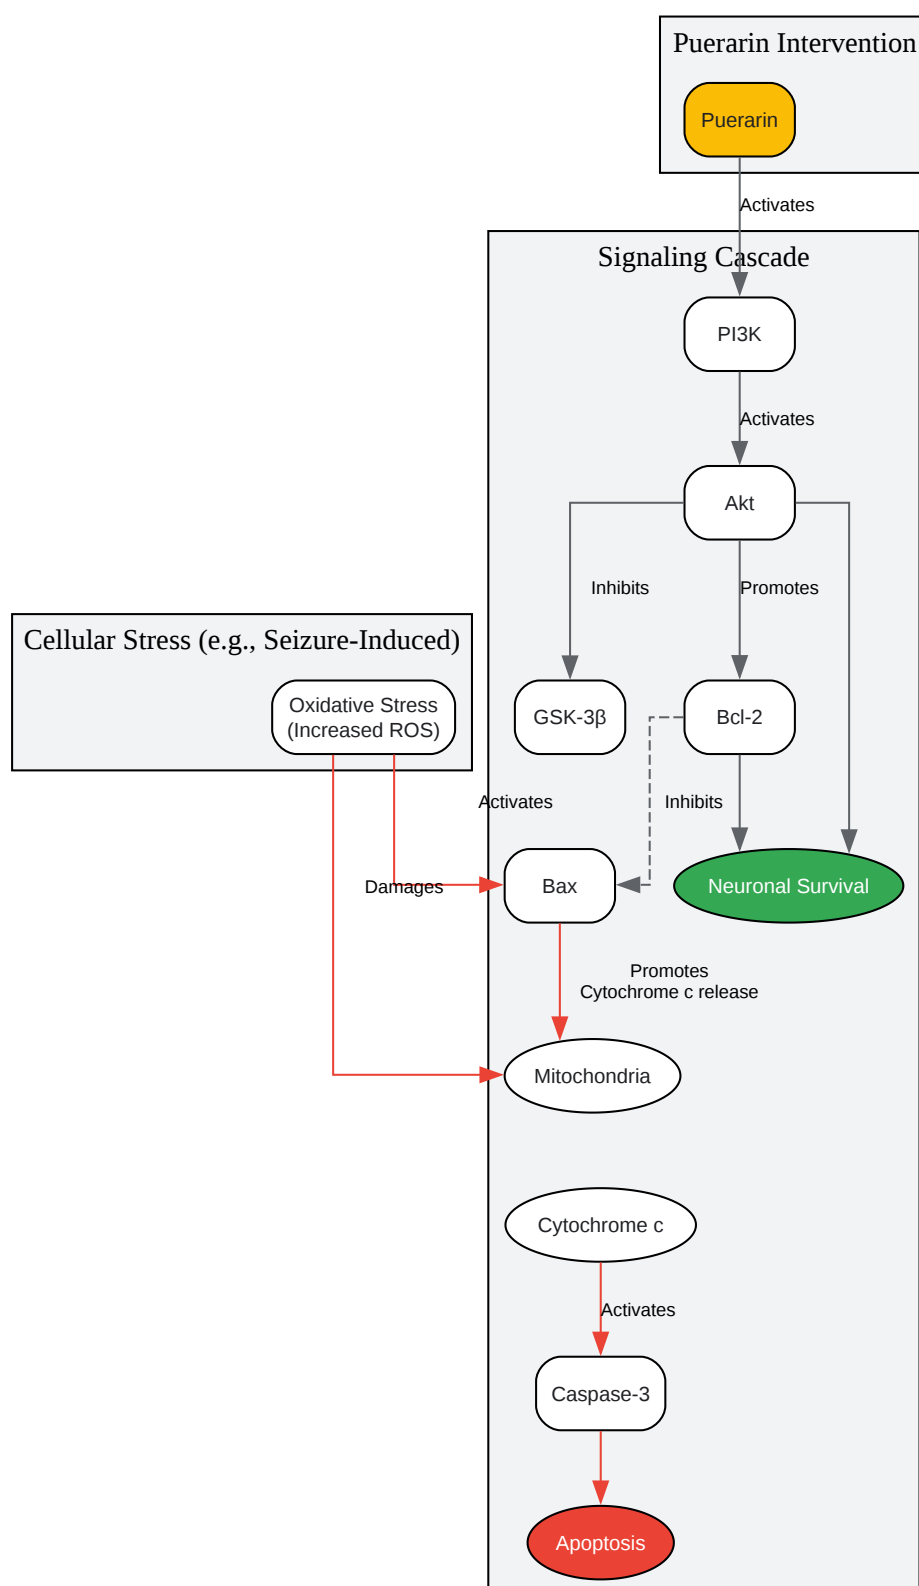 Puerarin Intervention
Puerarin
Activates
Signaling Cascade
PI3K
Activates
Akt
Inhibits
Promotes
Cellular Stress (e.g., Seizure-Induced)
Oxidative Stress
(Increased ROS)
GSK-3β
Bcl-2
Activates
Inhibits
Damages
Bax
Neuronal Survival
Promotes
Cytochrome c release
Mitochondria
Cytochrome c
Activates
Caspase-3
Apoptosis